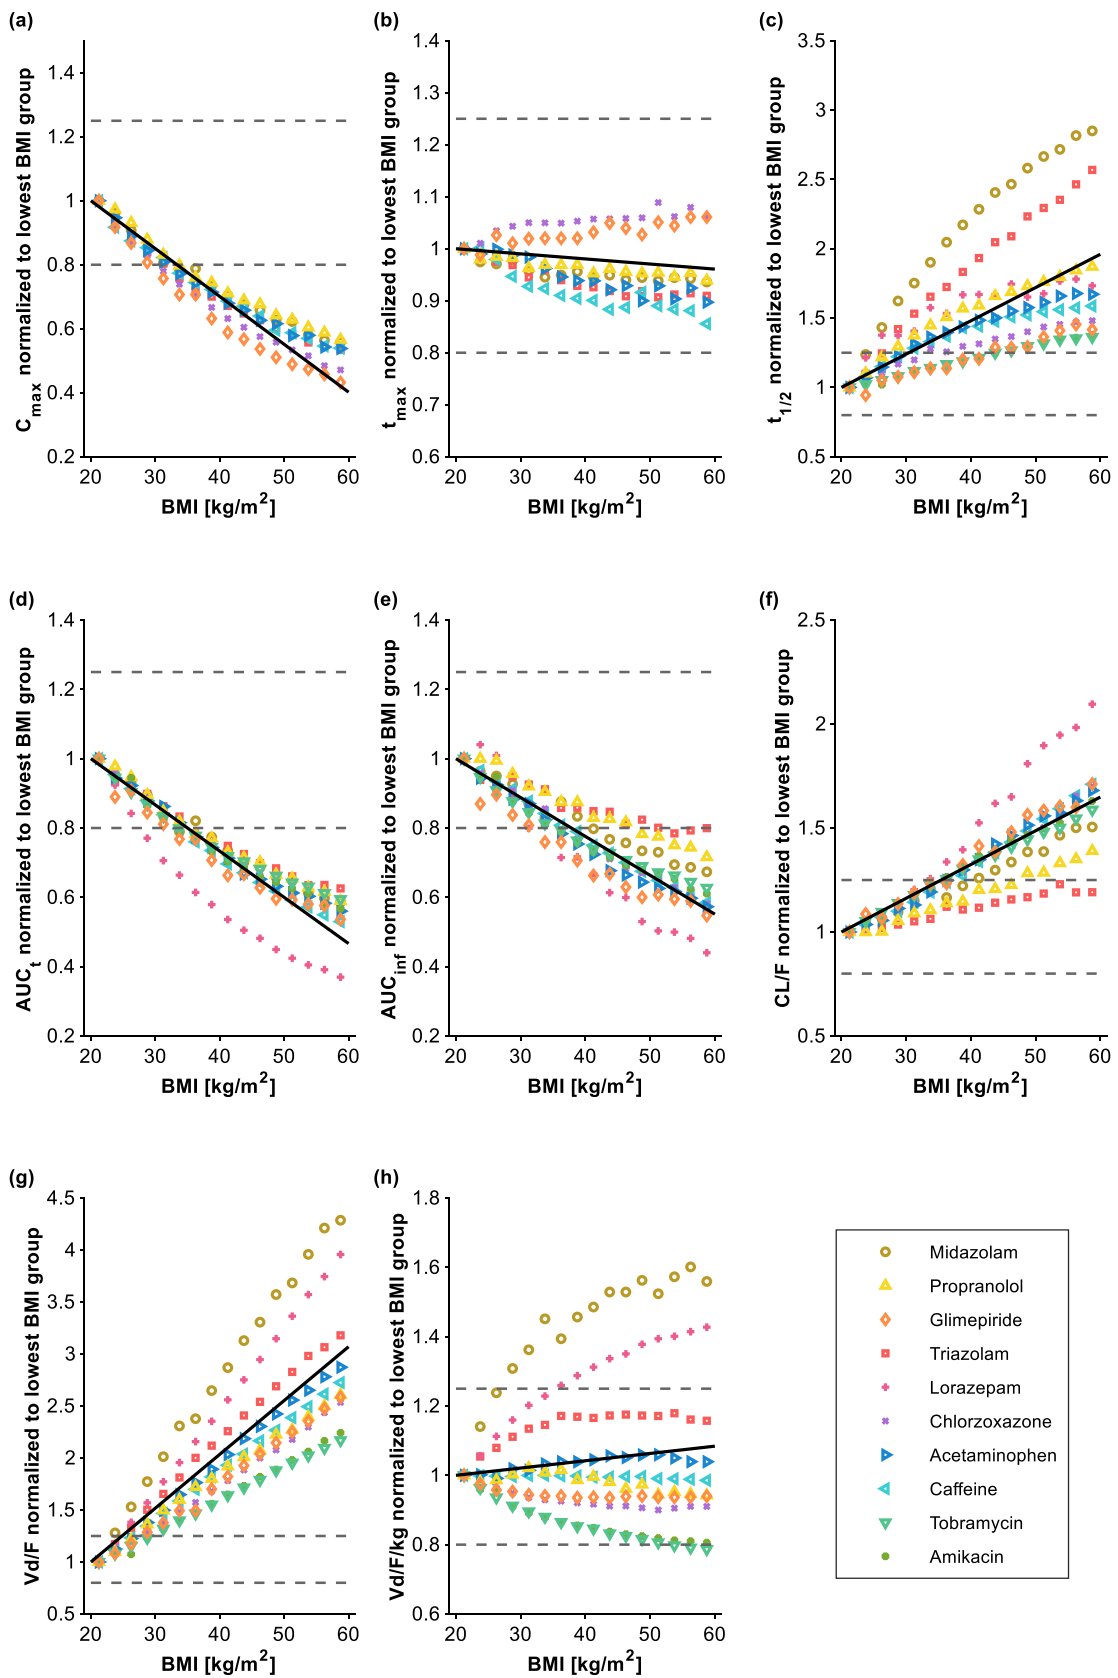 (a)
(b)
(c)
1.4
1.2
1
0.8
0.6
0.4
0.2
C_max normalized to lowest BMI group
20 30 40 50 60
BMI [kg/m²]
1.4
1.3
1.2
1.1
1
0.9
0.8
0.7
0.6
t_max normalized to lowest BMI group
20 30 40 50 60
BMI [kg/m²]
3.5
3
2.5
2
1.5
1
0.5
t_1/2 normalized to lowest BMI group
20 30 40 50 60
BMI [kg/m²]
(d)
(e)
(f)
1.4
1.2
1
0.8
0.6
0.4
0.2
AUC_t normalized to lowest BMI group
20 30 40 50 60
BMI [kg/m²]
1.4
1.2
1
0.8
0.6
0.4
0.2
AUC_inf normalized to lowest BMI group
20 30 40 50 60
BMI [kg/m²]
2.5
2
1.5
1
0.5
CL/F normalized to lowest BMI group
20 30 40 50 60
BMI [kg/m²]
(g)
(h)
4.5
4
3.5
3
2.5
2
1.5
1
0.5
Vd/F normalized to lowest BMI group
20 30 40 50 60
BMI [kg/m²]
1.8
1.6
1.4
1.2
1
0.8
0.6
Vd/F/kg normalized to lowest BMI group
20 30 40 50 60
BMI [kg/m²]
Midazolam
Propranolol
Glimepiride
Triazolam
Lorazepam
Chlorzoxazone
Acetaminophen
Caffeine
Tobramycin
Amikacin